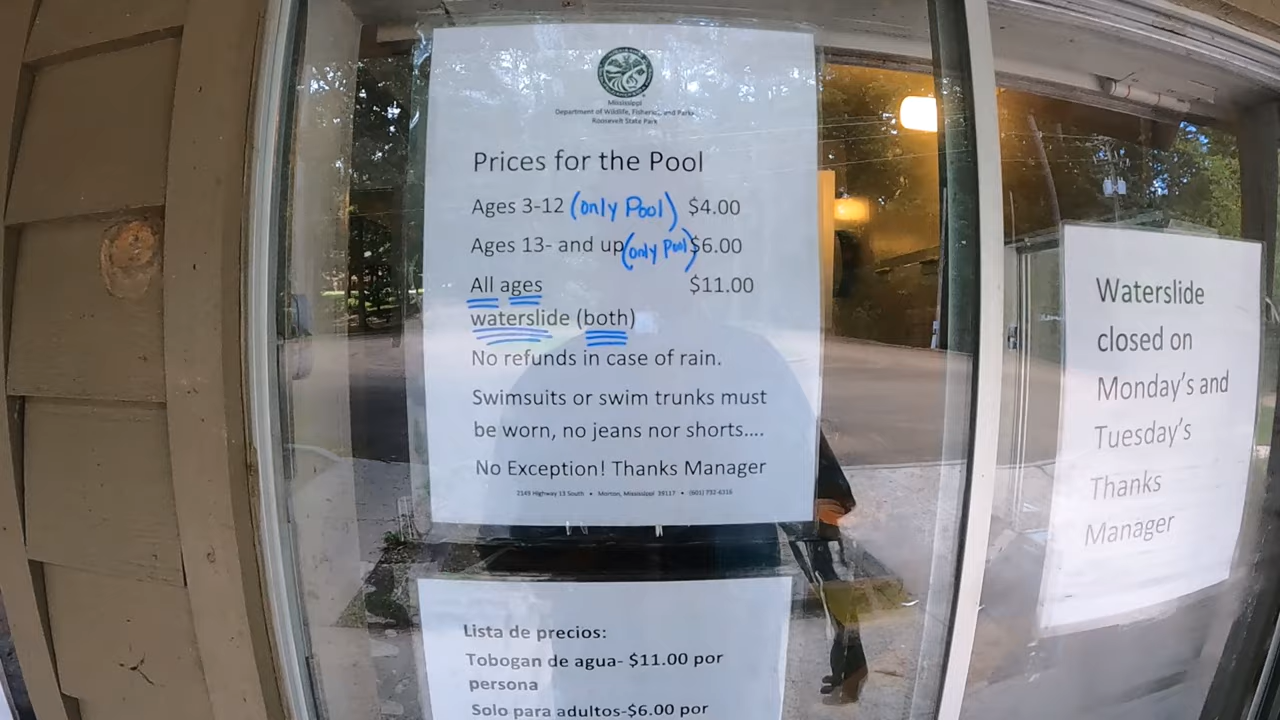 Mississippi
Department of Wildlife, Fisheries, and Parks
Roosevelt State Park
Prices for the Pool
Ages 3-12 (only Pool) $4.00
Ages 13- and up (only Pool) $6.00
All ages $11.00
waterslide (both)
No refunds in case of rain.
Swimsuits or swim trunks must
be worn, no jeans nor shorts....
No Exception! Thanks Manager
2149 Highway 13 South • Morton, Mississippi 39117 • (601) 732-6316
Lista de precios:
Tobogan de agua- $11.00 por
persona
Solo para adultos-$6.00 por
Waterslide
closed on
Monday's and
Tuesday's
Thanks
Manager